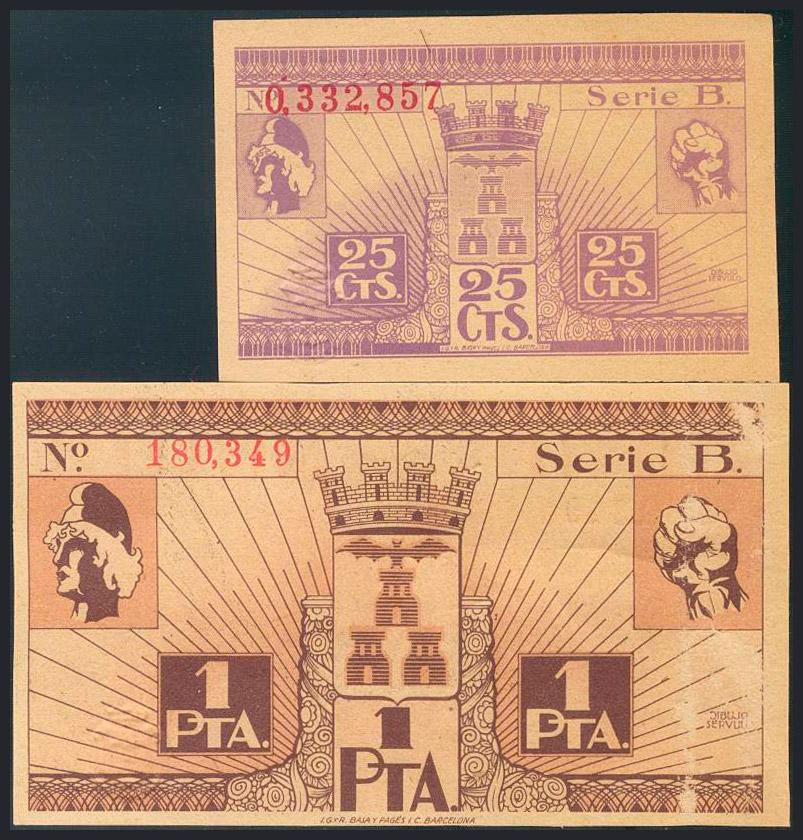 Nº 0,332,857 Serie B.
25 CTS. 25 CTS.
25 CTS.
DIBUJO
SERVULO
Nº 180,349 Serie B.
1 PTA. 1 PTA.
1 PTA.
DIBUJO
SERVULO
I.G. Y R. BASA Y PAGÉS I.C. BARCELONA